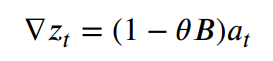 ∇z_t = (1 − θB)a_t